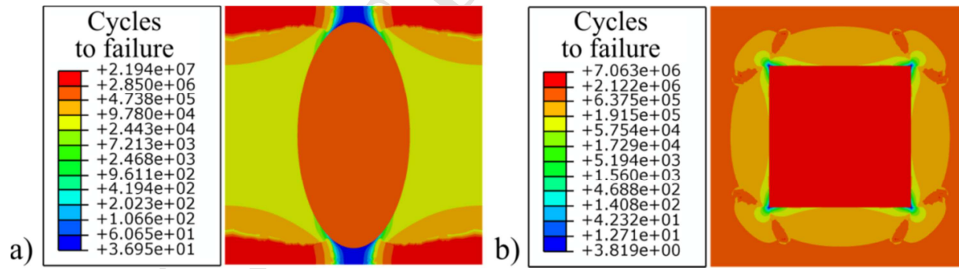 Cycles
to failure
+2.194e+07
+2.850e+06
+4.738e+05
+9.780e+04
+2.443e+04
+7.213e+03
+2.468e+03
+9.611e+02
+4.194e+02
+2.023e+02
+1.066e+02
+6.065e+01
+3.695e+01
a)
Cycles
to failure
+7.063e+06
+2.122e+06
+6.375e+05
+1.915e+05
+5.754e+04
+1.729e+04
+5.194e+03
+1.560e+03
+4.688e+02
+1.408e+02
+4.232e+01
+1.271e+01
+3.819e+00
b)